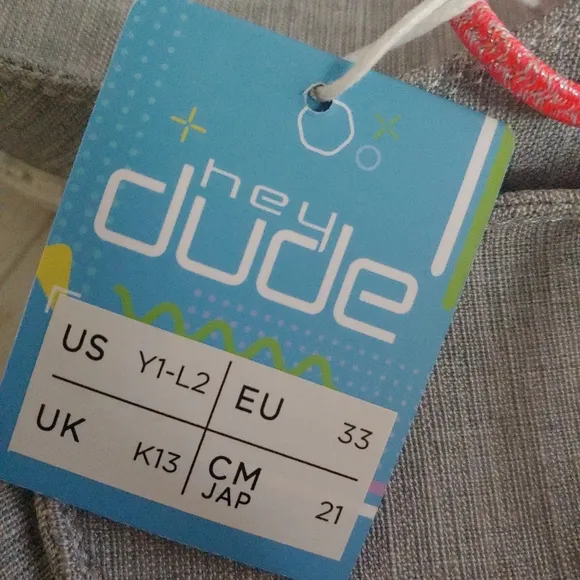 hey
dude
US Y1-L2 EU 33
UK K13 CM JAP 21